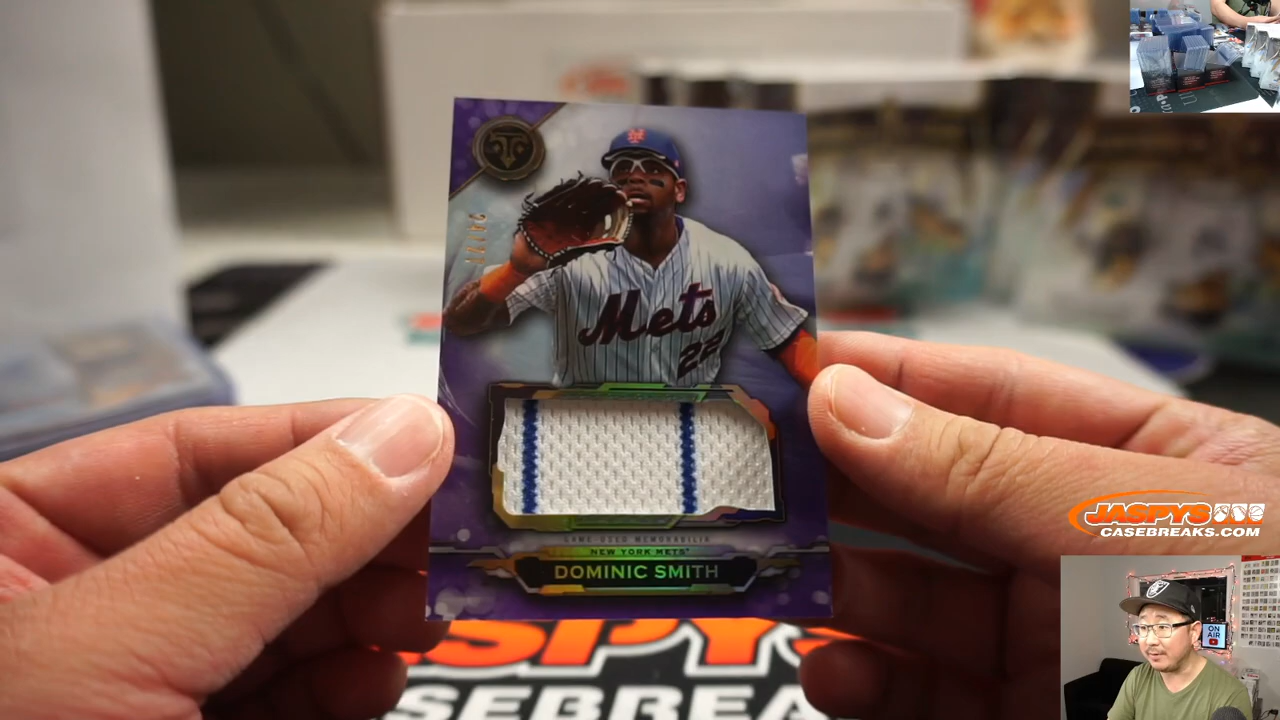 Mets
22
GAME-USED MEMORABILIA
NEW YORK METS
DOMINIC SMITH
JASPYS
CASEBREAKS.COM
ON
AIR